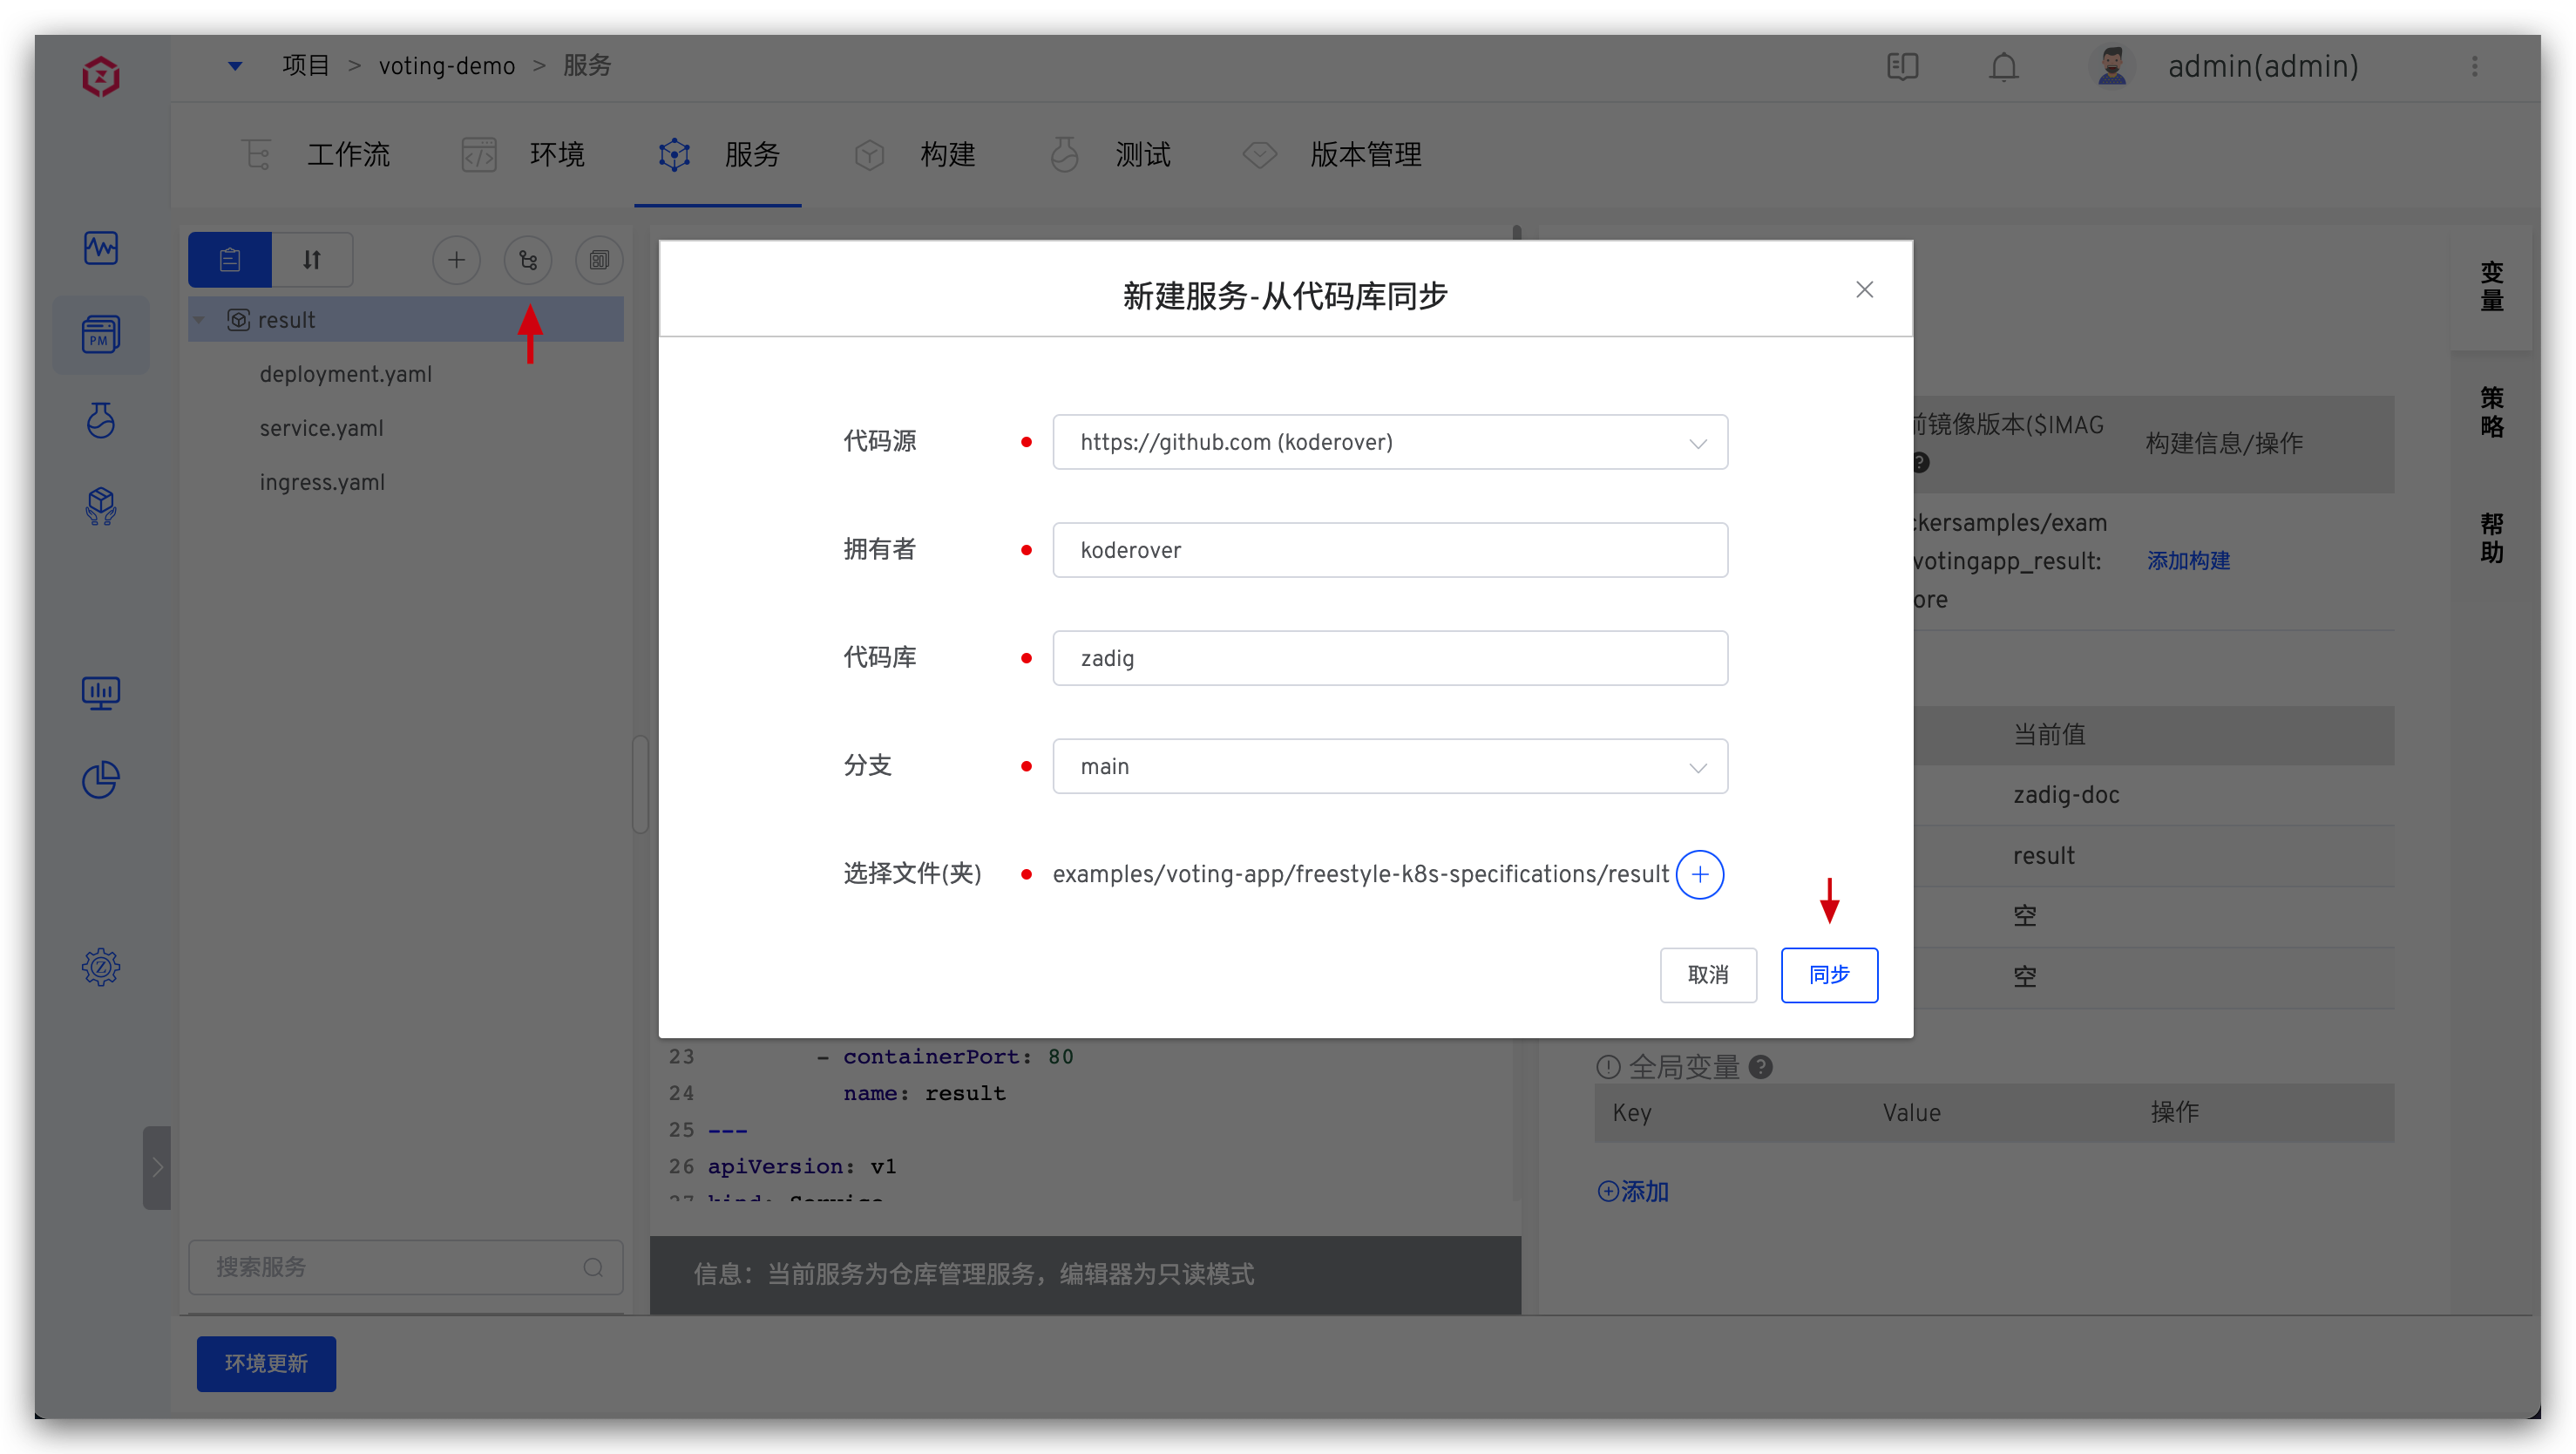 项目 > voting-demo > 服务
admin(admin)
工作流 环境 服务 构建 测试 版本管理
result
deployment.yaml
service.yaml
ingress.yaml
PM
搜索服务
环境更新
新建服务-从代码库同步
代码源 https://github.com (koderover)
拥有者 koderover
代码库 zadig
分支 main
选择文件(夹) examples/voting-app/freestyle-k8s-specifications/result
取消 同步
23 - containerPort: 80
24 name: result
25 ---
26 apiVersion: v1
27 kind: Service
信息：当前服务为仓库管理服务，编辑器为只读模式
前镜像版本($IMAG
构建信息/操作
ckersamples/exam
votingapp_result:
ore
添加构建
当前值
zadig-doc
result
空
空
全局变量
Key Value 操作
添加
变量
策略
帮助